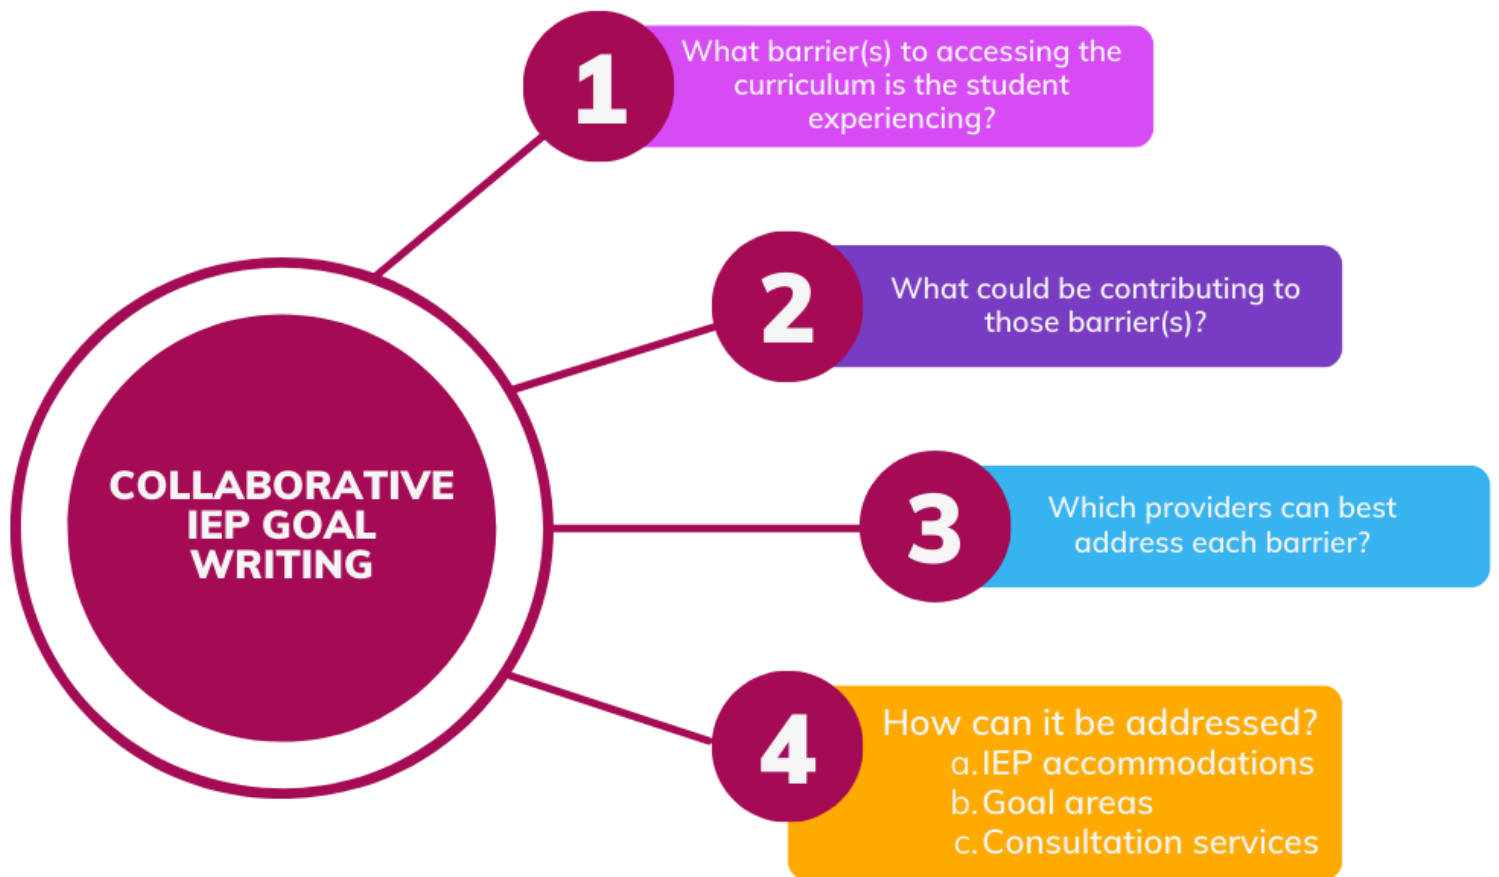 1
What barrier(s) to accessing the
curriculum is the student
experiencing?
2
What could be contributing to
those barrier(s)?
COLLABORATIVE
IEP GOAL
WRITING
3
Which providers can best
address each barrier?
4
How can it be addressed?
a. IEP accommodations
b. Goal areas
c. Consultation services